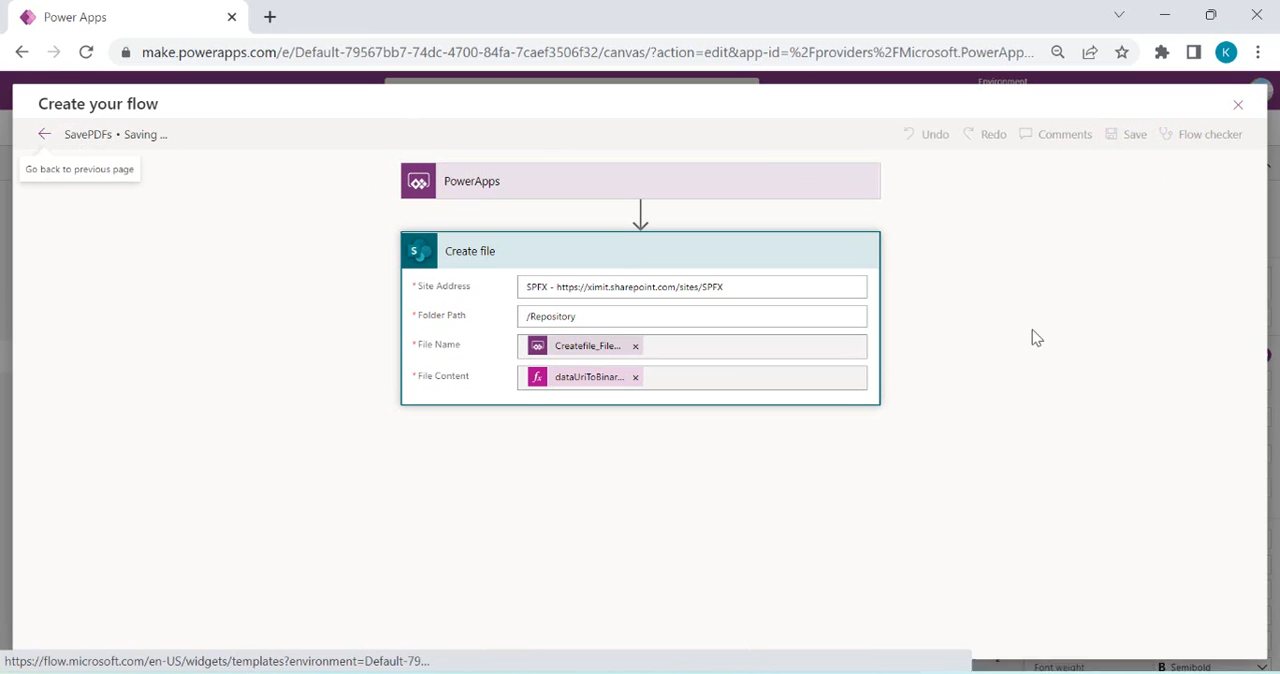 Power Apps
make.powerapps.com/e/Default-79567bb7-74dc-4700-84fa-7caef3506f32/canvas/?action=edit&app-id=%2Fproviders%2FMicrosoft.PowerApp...
K
Environment
Create your flow
SavePDFs • Saving ...
Undo
Redo
Comments
Save
Flow checker
Go back to previous page
PowerApps
S
Create file
* Site Address
SPFX - https://ximit.sharepoint.com/sites/SPFX
* Folder Path
/Repository
* File Name
Createfile_File... ×
* File Content
fx dataUriToBinar... ×
https://flow.microsoft.com/en-US/widgets/templates?environment=Default-79...
Font weight
B Semibold